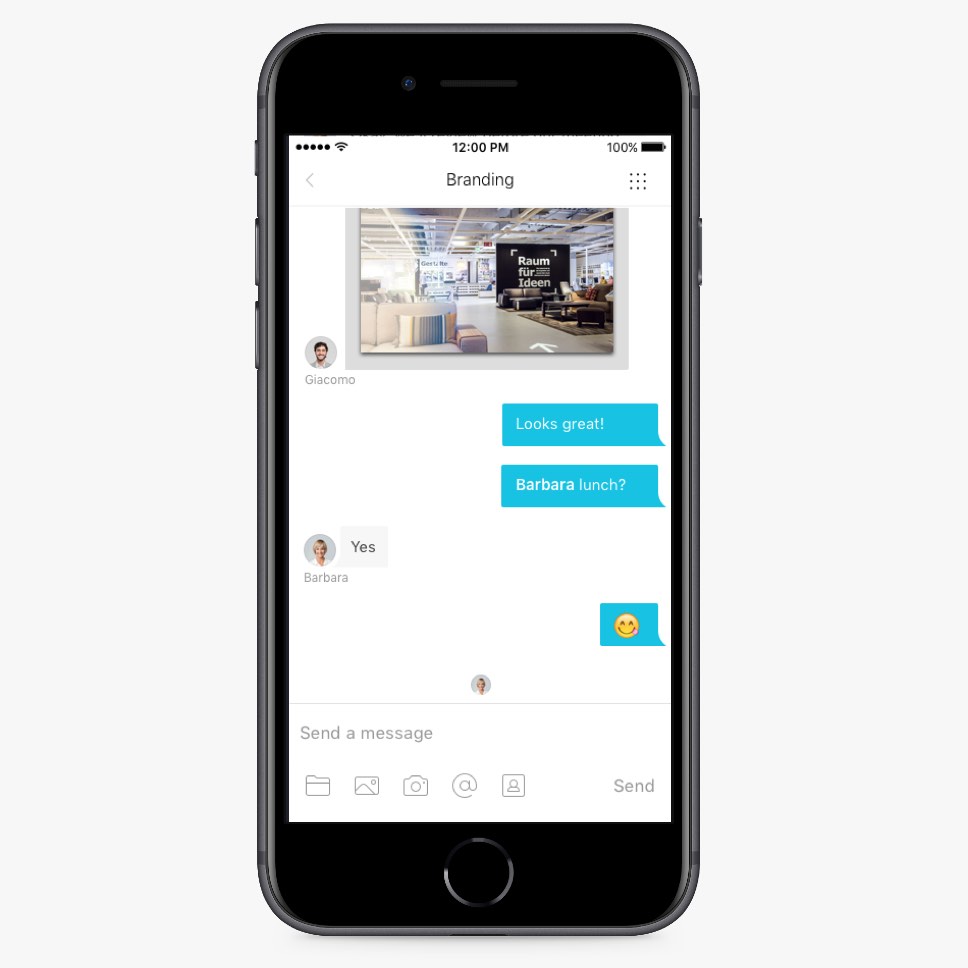 12:00 PM
100%
Branding
Raum
für
Ideen
Giacomo
Looks great!
Barbara lunch?
Yes
Barbara
Send a message
Send